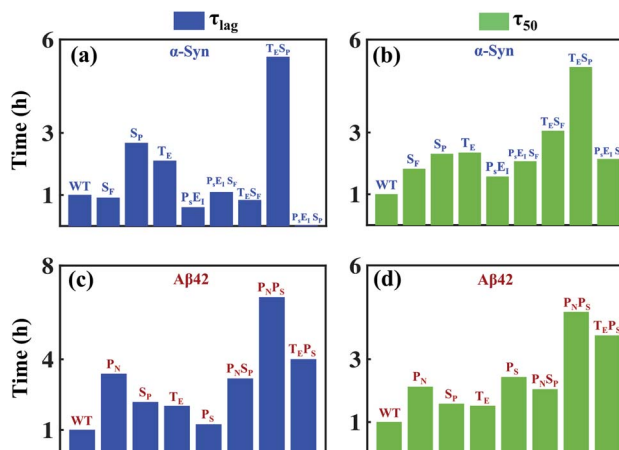 τlag
τ50
Time (h)
6
3
1
(a)
α-Syn
WT
SF
SP
TE
PsEI
PsEI SF
TESF
TESP
PsEI SP
6
3
1
(b)
α-Syn
WT
SF
SP
TE
PsEI
PsEI SF
TESF
TESP
Time (h)
8
4
1
(c)
Aβ42
WT
PN
SP
TE
PS
PNSP
PNPS
TEPS
6
3
1
(d)
Aβ42
WT
PN
SP
TE
PS
PNSP
PNPS
TEPS